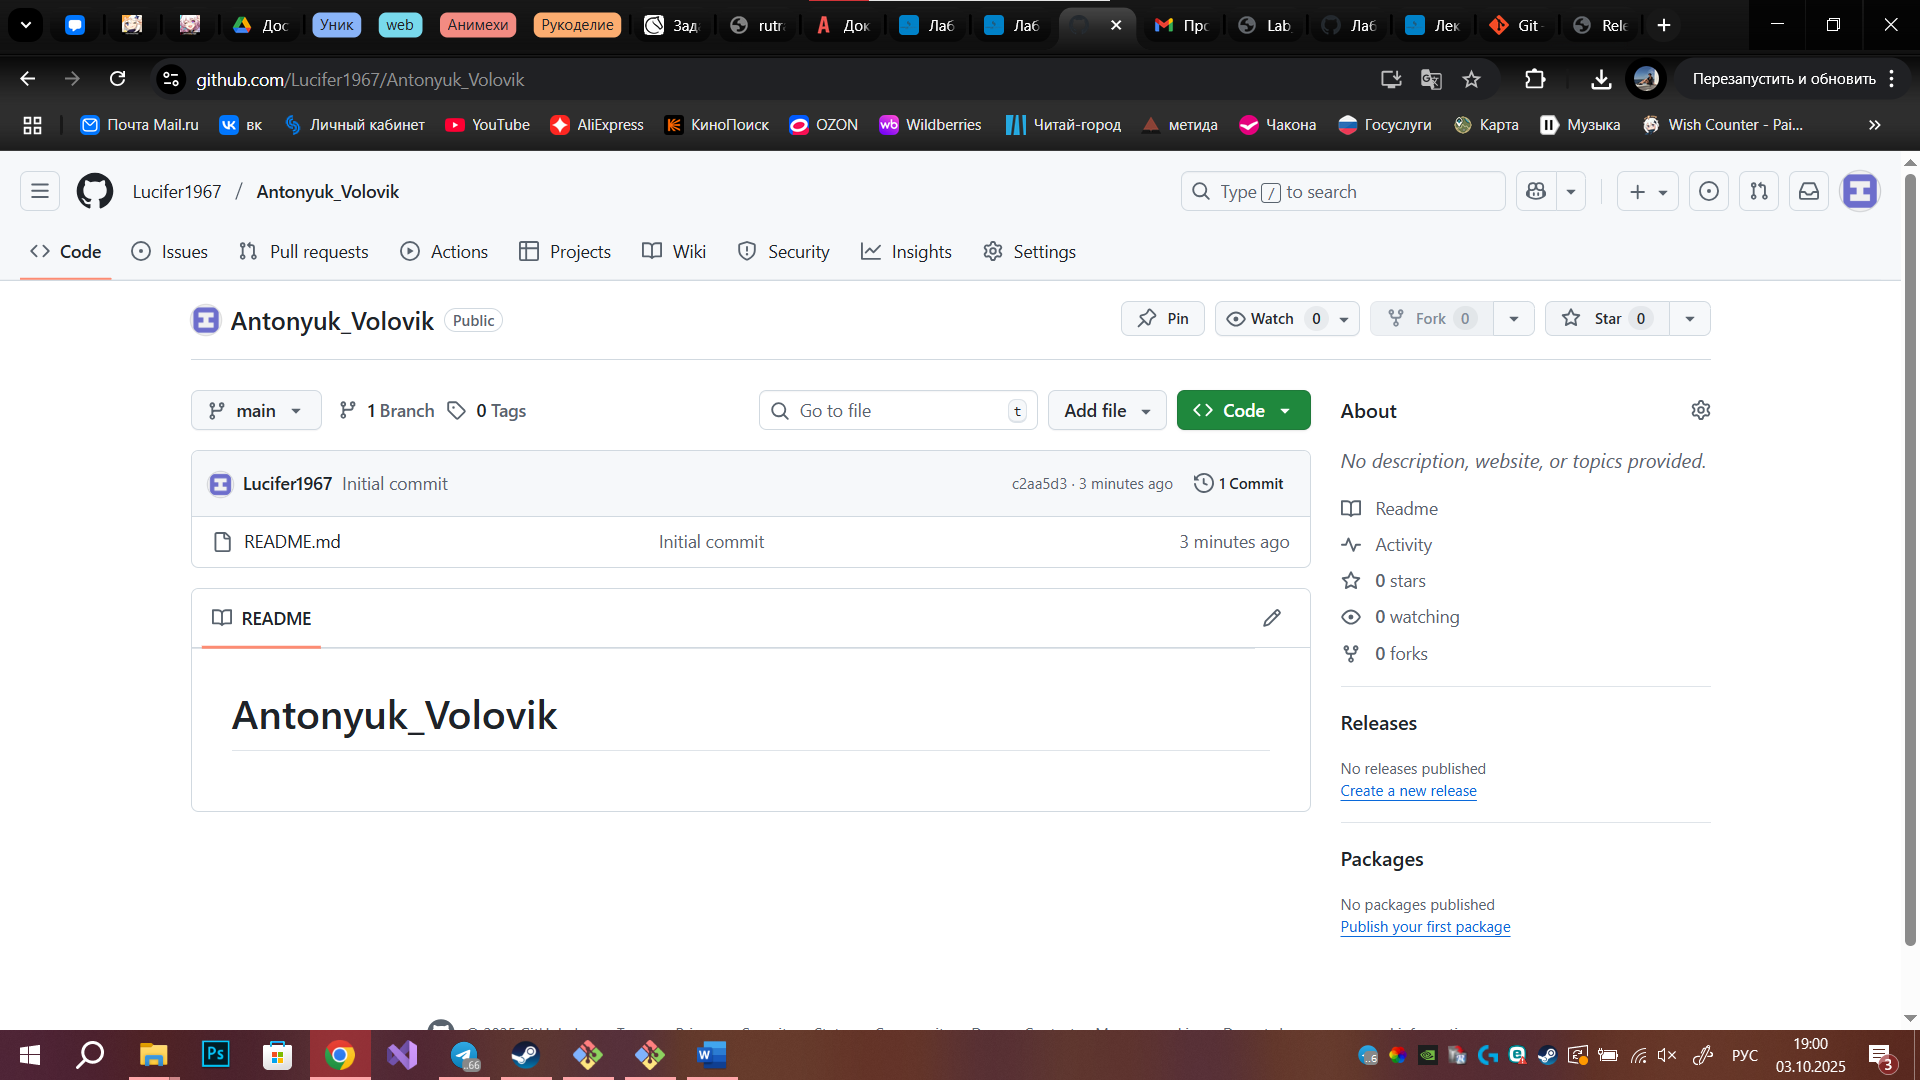 Дос
Уник
web
Анимехи
Рукоделие
Зад
rutr
Док
Лаб
Лаб
Про
Lab
Лаб
Лек
Git -
Rele
github.com/Lucifer1967/Antonyuk_Volovik
Перезапустить и обновить
Почта Mail.ru
вк
Личный кабинет
YouTube
AliExpress
КиноПоиск
OZON
Wildberries
Читай-город
метида
Чакона
Госуслуги
Карта
Музыка
Wish Counter - Pai...
Lucifer1967 / Antonyuk_Volovik
Type / to search
Code
Issues
Pull requests
Actions
Projects
Wiki
Security
Insights
Settings
Antonyuk_Volovik Public
Pin
Watch 0
Fork 0
Star 0
main
1 Branch
0 Tags
Go to file t
Add file
Code
Lucifer1967 Initial commit
c2aa5d3 · 3 minutes ago
1 Commit
README.md Initial commit 3 minutes ago
README
Antonyuk_Volovik
About
No description, website, or topics provided.
Readme
Activity
0 stars
0 watching
0 forks
Releases
No releases published
Create a new release
Packages
No packages published
Publish your first package
Ps
66
W
..6
РУС
19:00
03.10.2025
3